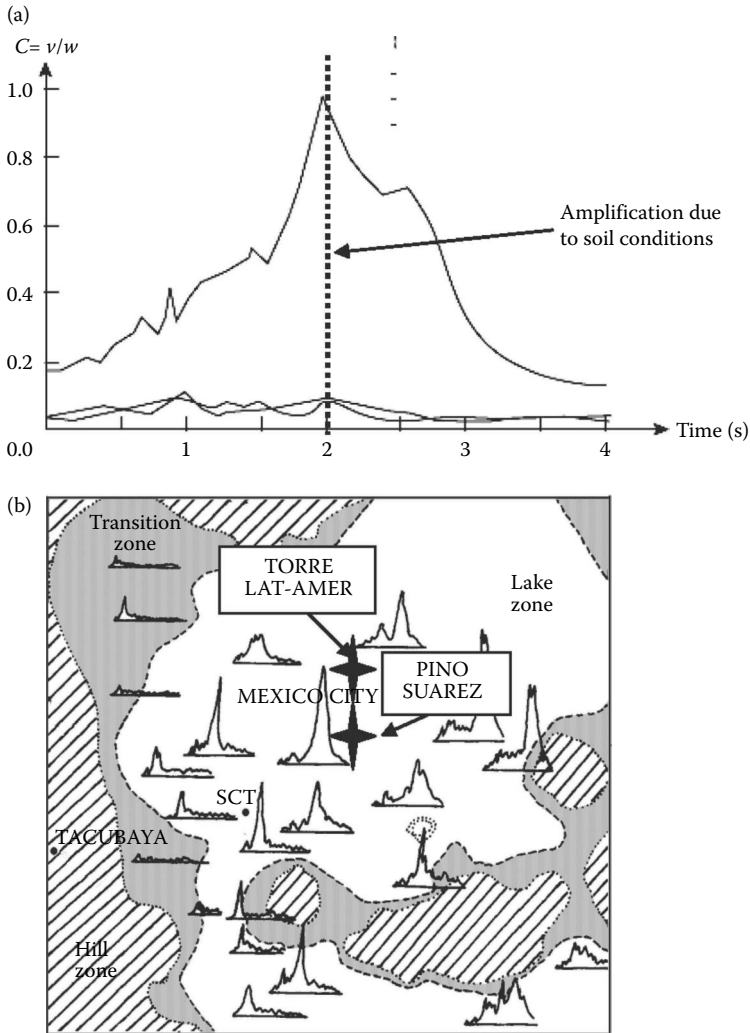 (a)
C= v/w
1.0
0.8
0.6
0.4
0.2
0.0
1
2
3
4
Time (s)
Amplification due
to soil conditions
(b)
Transition
zone
TORRE
LAT-AMER
Lake
zone
PINO
SUAREZ
MEXICO CITY
SCT
TACUBAYA
Hill
zone